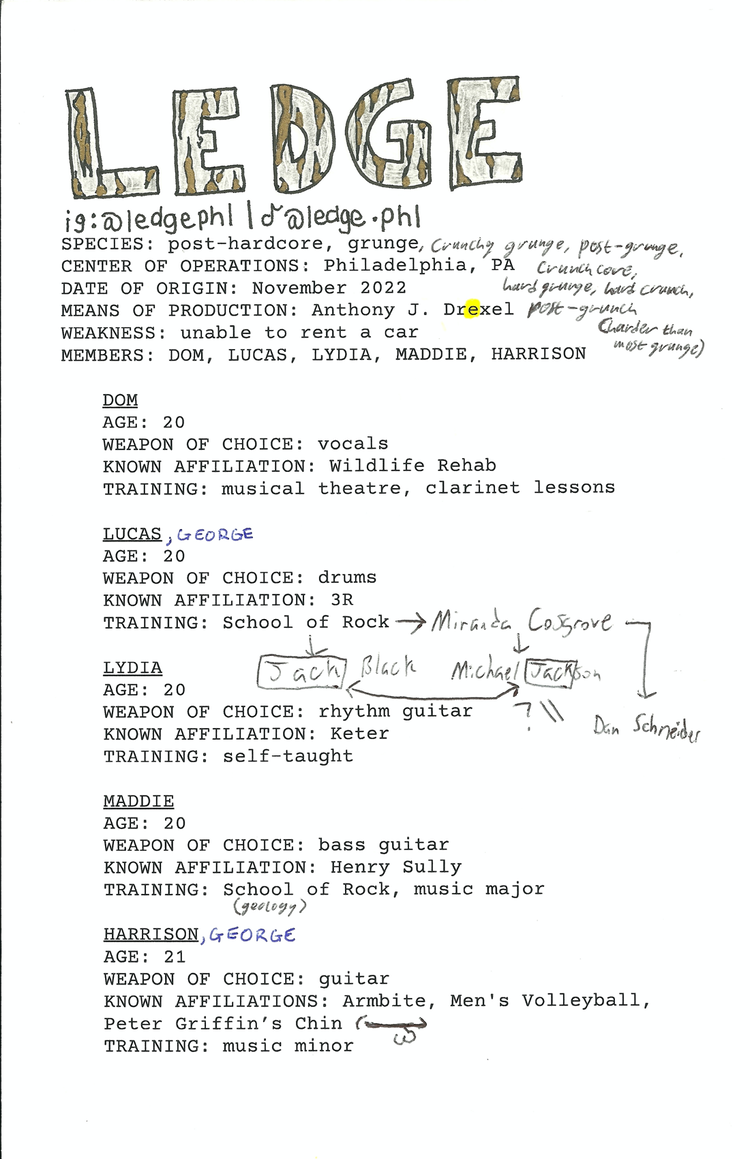 LEDGE
ig:@ledgephl | @ledge.phl
SPECIES: post-hardcore, grunge, crunchy grunge, post-grunge,
CENTER OF OPERATIONS: Philadelphia, PA crunchcore,
DATE OF ORIGIN: November 2022 hard grunge, hard crunch,
MEANS OF PRODUCTION: Anthony J. Drexel post-grunch
WEAKNESS: unable to rent a car (harder than
MEMBERS: DOM, LUCAS, LYDIA, MADDIE, HARRISON most grunge)
DOM
AGE: 20
WEAPON OF CHOICE: vocals
KNOWN AFFILIATION: Wildlife Rehab
TRAINING: musical theatre, clarinet lessons
LUCAS, GEORGE
AGE: 20
WEAPON OF CHOICE: drums
KNOWN AFFILIATION: 3R
TRAINING: School of Rock → Miranda Cosgrove
Jack Black Michael Jackson
Dan Schneider
LYDIA
AGE: 20
WEAPON OF CHOICE: rhythm guitar
KNOWN AFFILIATION: Keter
TRAINING: self-taught
MADDIE
AGE: 20
WEAPON OF CHOICE: bass guitar
KNOWN AFFILIATION: Henry Sully
TRAINING: School of Rock, music major
(geology)
HARRISON, GEORGE
AGE: 21
WEAPON OF CHOICE: guitar
KNOWN AFFILIATIONS: Armbite, Men's Volleyball,
Peter Griffin's Chin
TRAINING: music minor